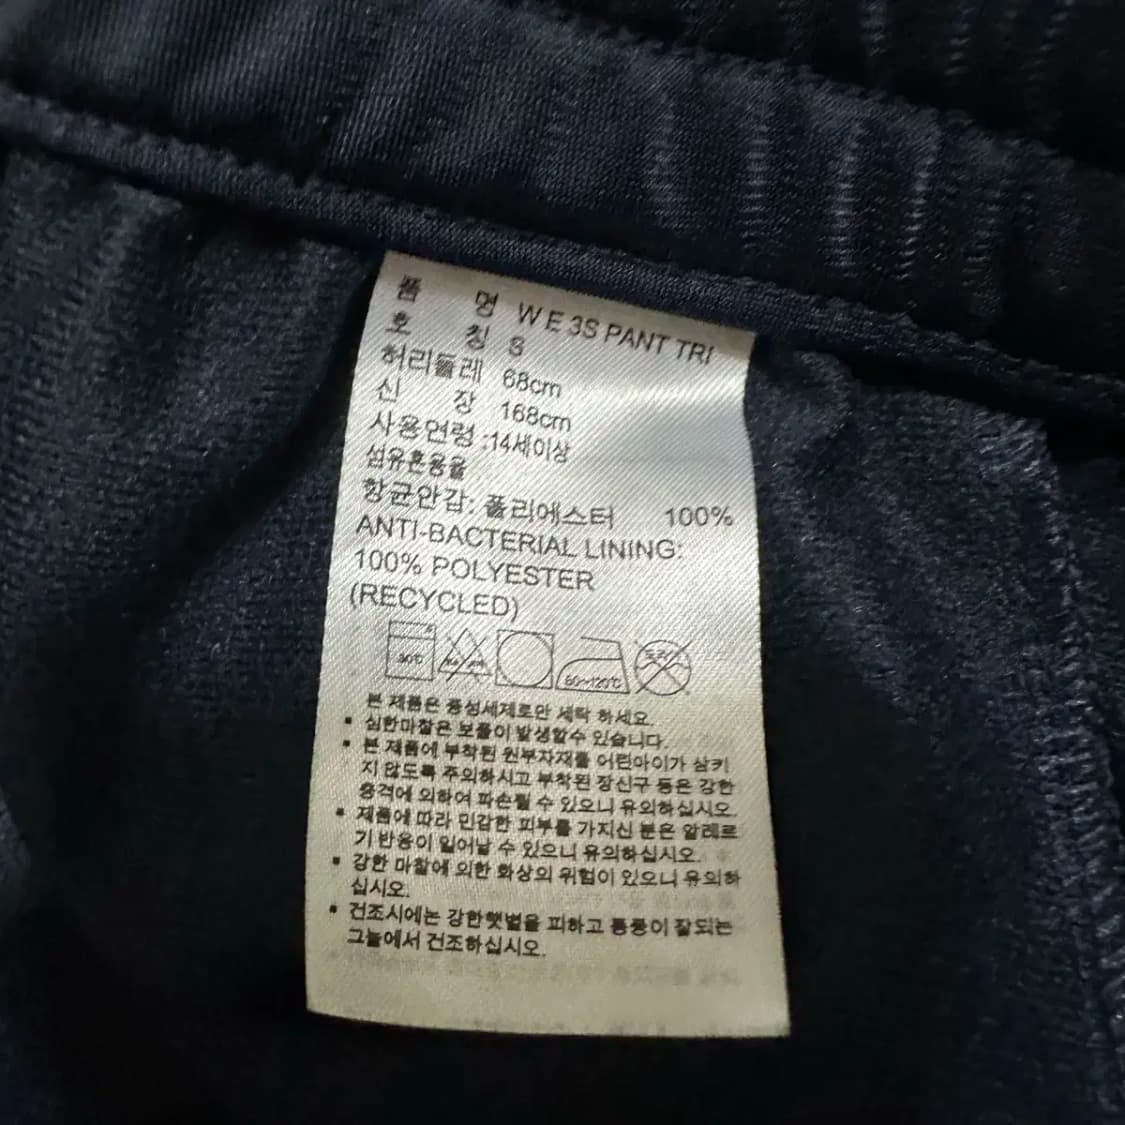 품 명 W E 3S PANT TRI
호 칭 S
허리둘레 68cm
신 장 168cm
사용연령 :14세이상
섬유혼용율
항균안감: 폴리에스터 100%
ANTI-BACTERIAL LINING:
100% POLYESTER
(RECYCLED)
30℃ 80~120℃ 드라이
본 제품은 중성세제로만 세탁 하세요.
▪ 심한마찰은 보풀이 발생할수 있습니다.
▪ 본 제품에 부착된 원부자재를 어린아이가 삼키
지 않도록 주의하시고 부착된 장신구 등은 강한
충격에 의하여 파손될 수 있으니 유의하십시오.
▪ 제품에 따라 민감한 피부를 가지신 분은 알레르
기 반응이 일어날 수 있으니 유의하십시오.
▪ 강한 마찰에 의한 화상의 위험이 있으니 유의하
십시오.
▪ 건조시에는 강한햇볕을 피하고 통풍이 잘되는
그늘에서 건조하십시오.